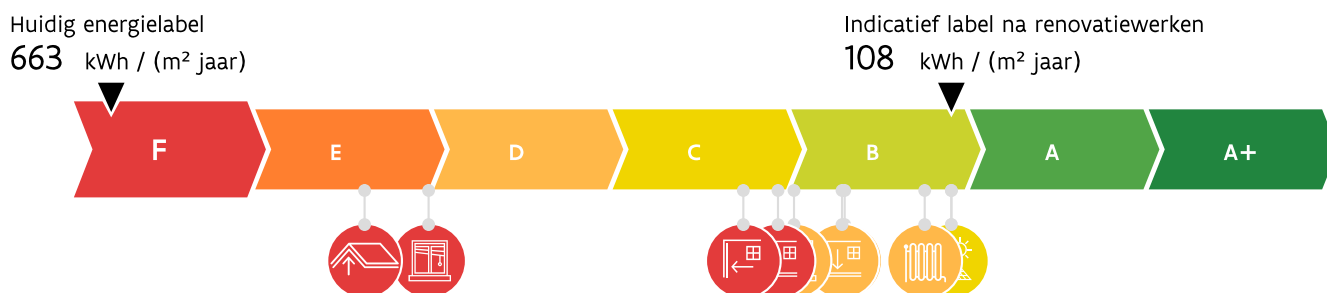 Huidig energielabel
663 kWh / (m² jaar)
Indicatief label na renovatiewerken
108 kWh / (m² jaar)
F E D C B A A+